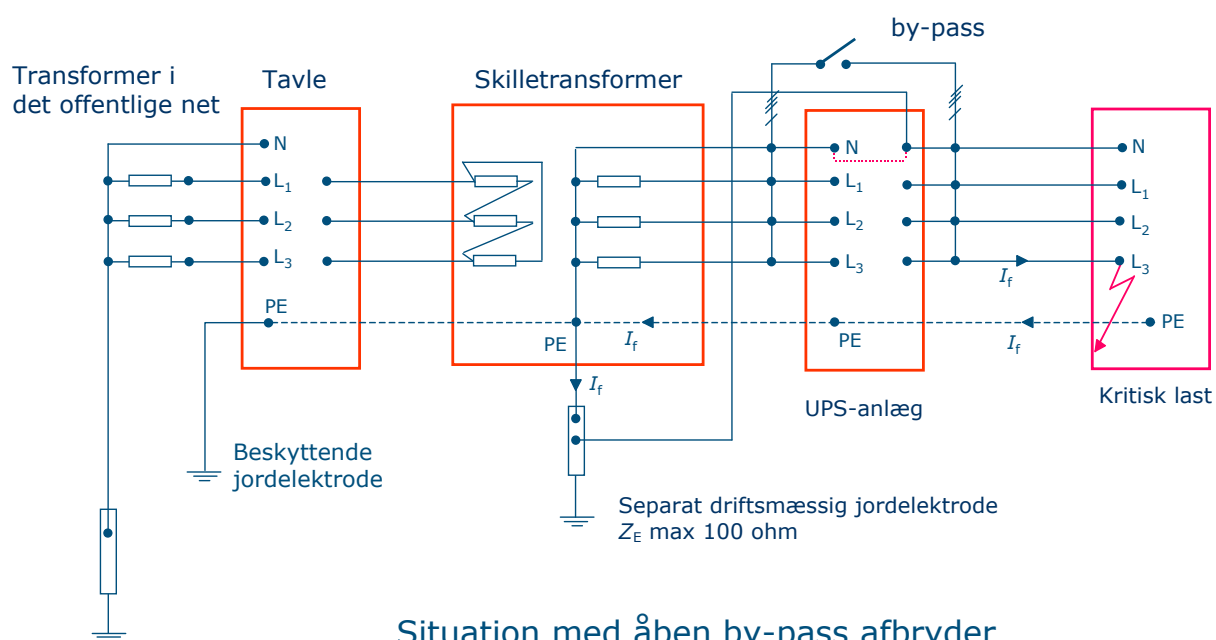 by-pass
Transformer i
det offentlige net
Tavle
Skilletransformer
N
L1
L2
L3
PE
PE
If
If
N
L1
L2
L3
PE
If
If
N
L1
L2
L3
PE
UPS-anlæg
Kritisk last
Beskyttende
jordelektrode
Separat driftsmæssig jordelektrode
ZE max 100 ohm
Situation med åben by-pass afbryder